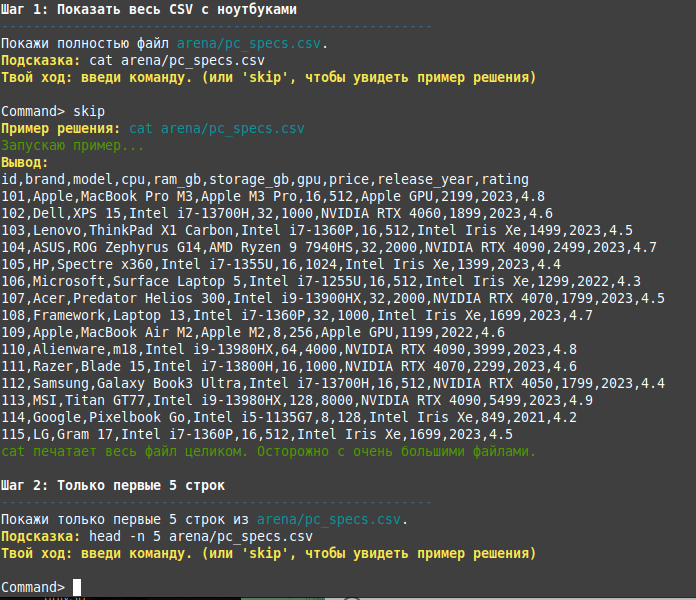 Шаг 1: Показать весь CSV с ноутбуками
------------------------------------------------------
Покажи полностью файл arena/pc_specs.csv.
Подсказка: cat arena/pc_specs.csv
Твой ход: введи команду. (или 'skip', чтобы увидеть пример решения)
Command> skip
Пример решения: cat arena/pc_specs.csv
Запускаю пример...
Вывод:
id,brand,model,cpu,ram_gb,storage_gb,gpu,price,release_year,rating
101,Apple,MacBook Pro M3,Apple M3 Pro,16,512,Apple GPU,2199,2023,4.8
102,Dell,XPS 15,Intel i7-13700H,32,1000,NVIDIA RTX 4060,1899,2023,4.6
103,Lenovo,ThinkPad X1 Carbon,Intel i7-1360P,16,512,Intel Iris Xe,1499,2023,4.5
104,ASUS,ROG Zephyrus G14,AMD Ryzen 9 7940HS,32,2000,NVIDIA RTX 4090,2499,2023,4.7
105,HP,Spectre x360,Intel i7-1355U,16,1024,Intel Iris Xe,1399,2023,4.4
106,Microsoft,Surface Laptop 5,Intel i7-1255U,16,512,Intel Iris Xe,1299,2022,4.3
107,Acer,Predator Helios 300,Intel i9-13900HX,32,2000,NVIDIA RTX 4070,1799,2023,4.5
108,Framework,Laptop 13,Intel i7-1360P,32,1000,Intel Iris Xe,1699,2023,4.7
109,Apple,MacBook Air M2,Apple M2,8,256,Apple GPU,1199,2022,4.6
110,Alienware,m18,Intel i9-13980HX,64,4000,NVIDIA RTX 4090,3999,2023,4.8
111,Razer,Blade 15,Intel i7-13800H,16,1000,NVIDIA RTX 4070,2299,2023,4.6
112,Samsung,Galaxy Book3 Ultra,Intel i7-13700H,16,512,NVIDIA RTX 4050,1799,2023,4.4
113,MSI,Titan GT77,Intel i9-13980HX,128,8000,NVIDIA RTX 4090,5499,2023,4.9
114,Google,Pixelbook Go,Intel i5-1135G7,8,128,Intel Iris Xe,849,2021,4.2
115,LG,Gram 17,Intel i7-1360P,16,512,Intel Iris Xe,1699,2023,4.5
cat печатает весь файл целиком. Осторожно с очень большими файлами.
Шаг 2: Только первые 5 строк
------------------------------------------------------
Покажи только первые 5 строк из arena/pc_specs.csv.
Подсказка: head -n 5 arena/pc_specs.csv
Твой ход: введи команду. (или 'skip', чтобы увидеть пример решения)
Command>